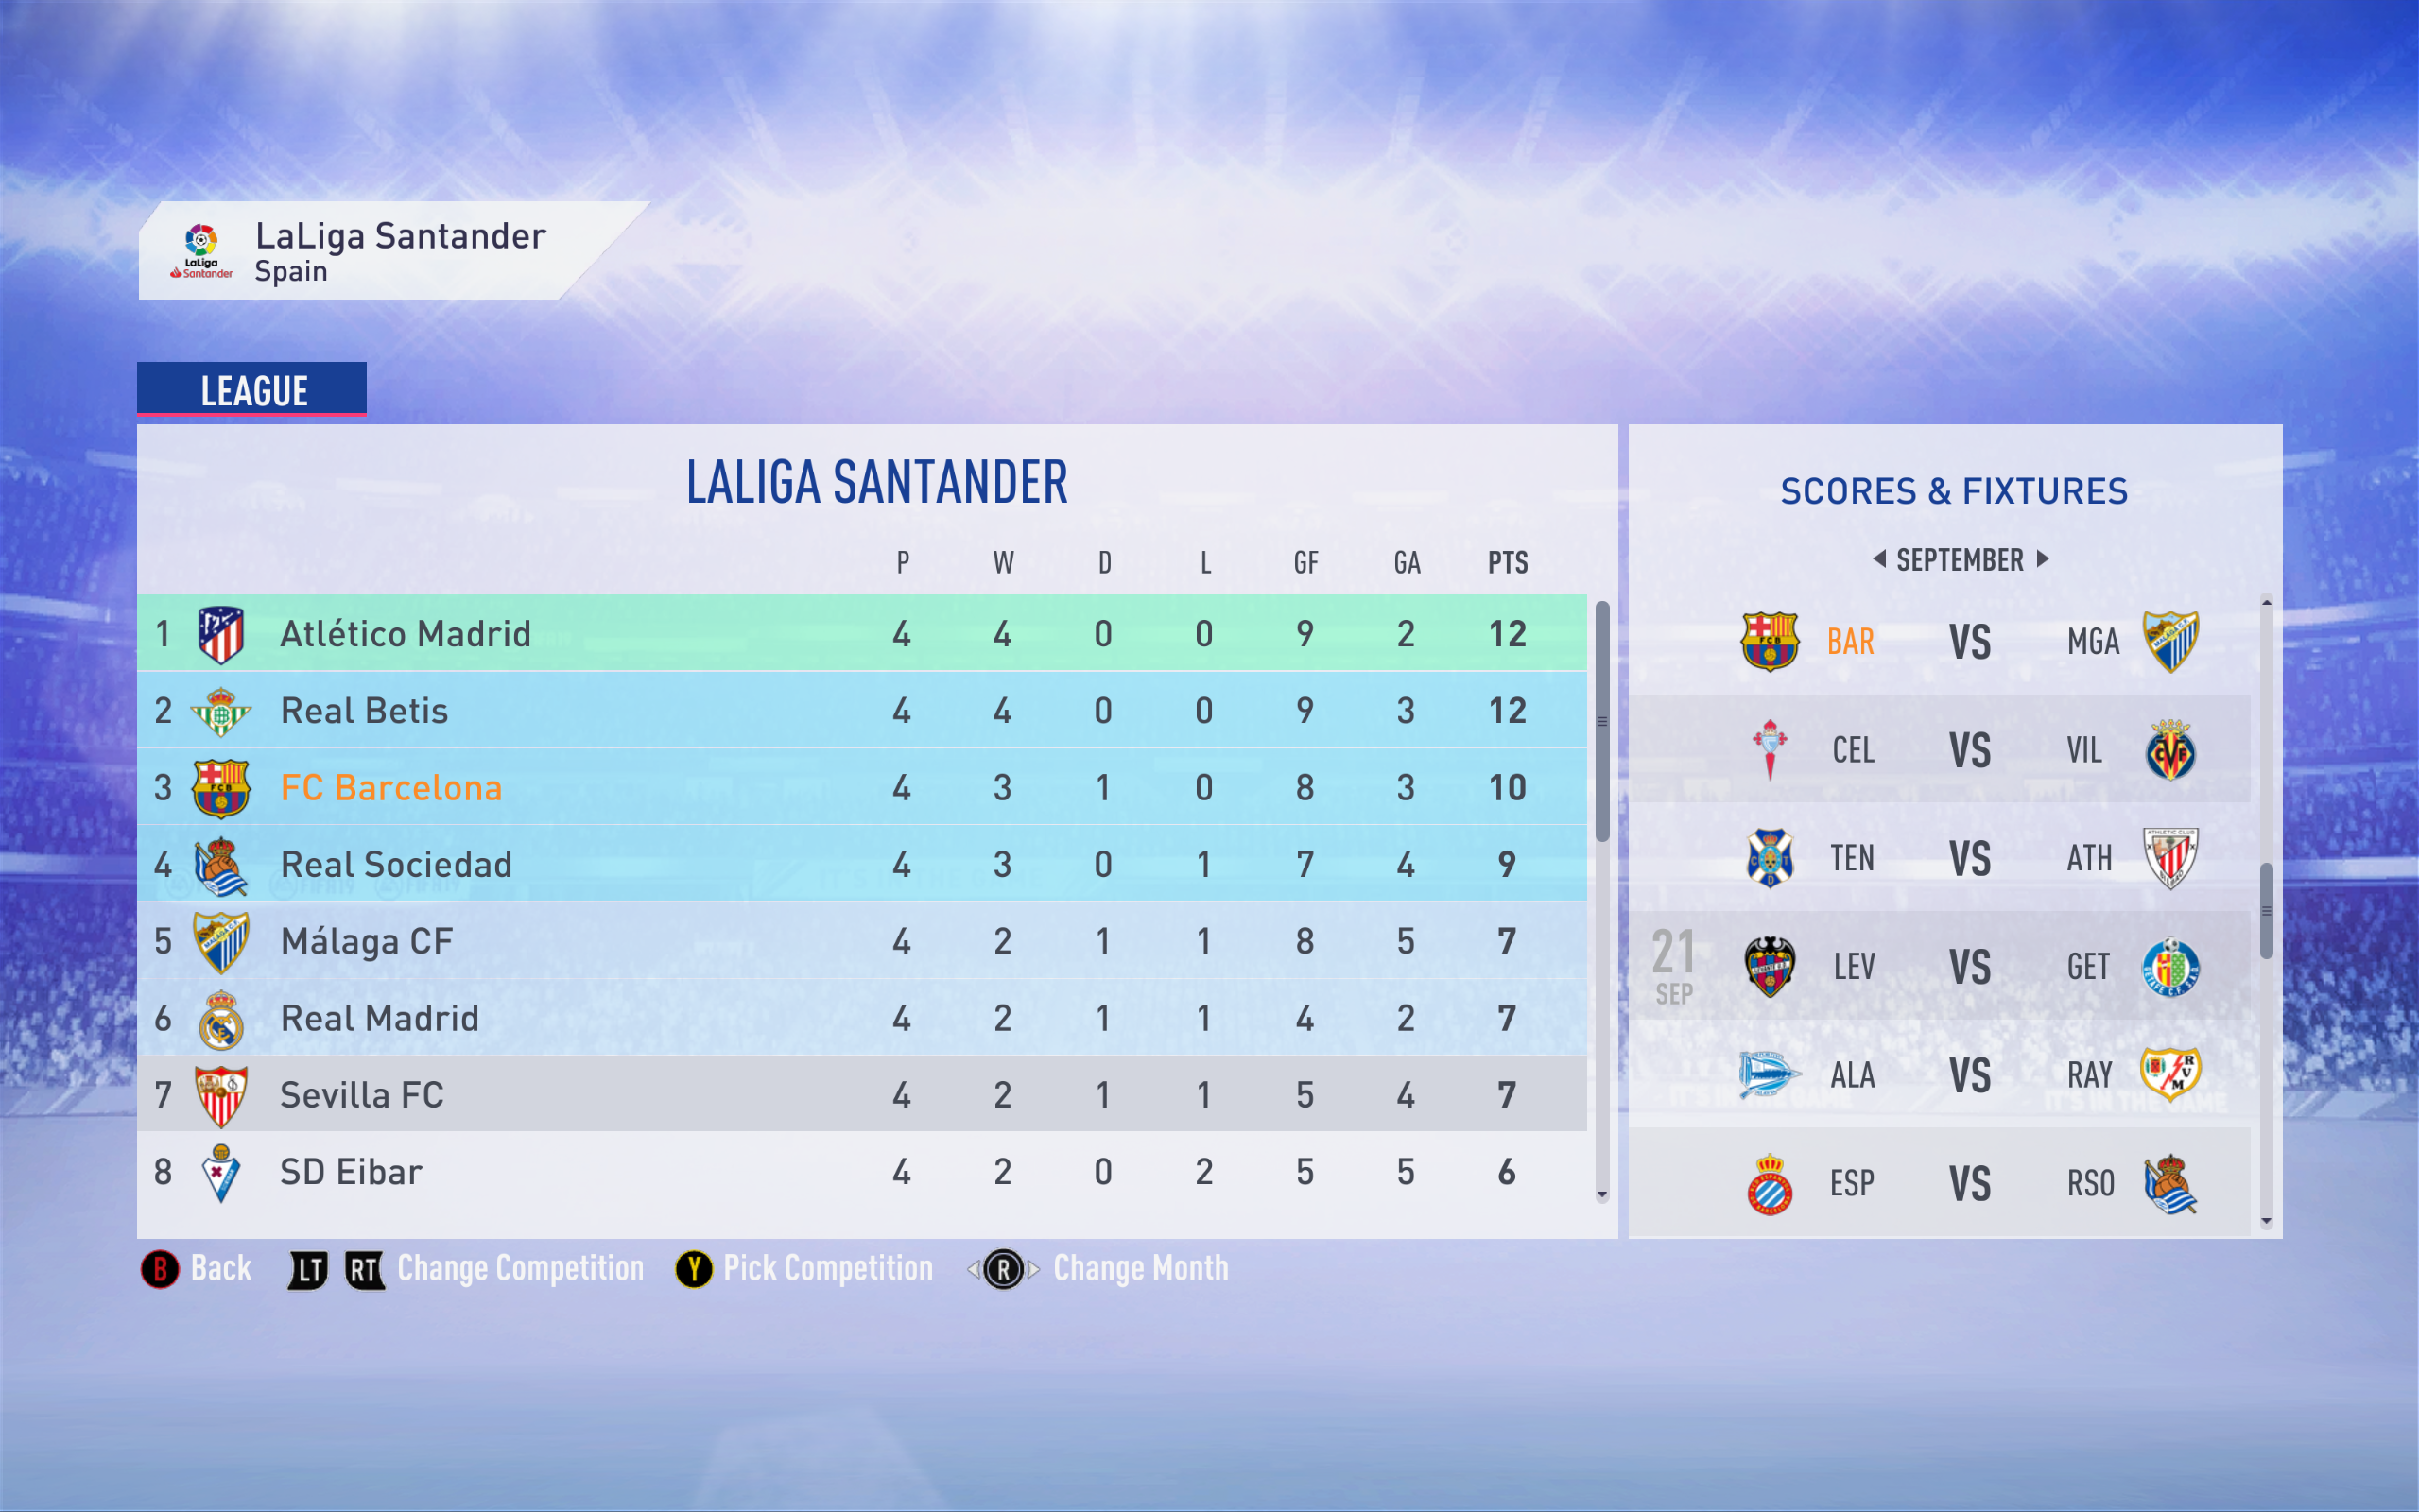 LaLiga Santander
Spain
LaLiga
Santander
LEAGUE
LALIGA SANTANDER
P W D L GF GA PTS
1 Atlético Madrid 4 4 0 0 9 2 12
2 Real Betis 4 4 0 0 9 3 12
3 FC Barcelona 4 3 1 0 8 3 10
4 Real Sociedad 4 3 0 1 7 4 9
5 Málaga CF 4 2 1 1 8 5 7
6 Real Madrid 4 2 1 1 4 2 7
7 Sevilla FC 4 2 1 1 5 4 7
8 SD Eibar 4 2 0 2 5 5 6
SCORES & FIXTURES
SEPTEMBER
BAR VS MGA
CEL VS VIL
TEN VS ATH
21 SEP
LEV VS GET
ALA VS RAY
ESP VS RSO
B Back LT RT Change Competition Y Pick Competition R Change Month